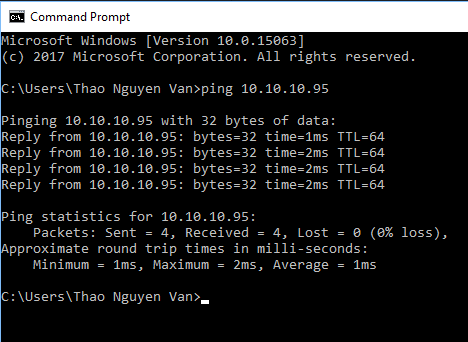 Command Prompt
Microsoft Windows [Version 10.0.15063]
(c) 2017 Microsoft Corporation. All rights reserved.
C:\Users\Thao Nguyen Van>ping 10.10.10.95
Pinging 10.10.10.95 with 32 bytes of data:
Reply from 10.10.10.95: bytes=32 time=1ms TTL=64
Reply from 10.10.10.95: bytes=32 time=2ms TTL=64
Reply from 10.10.10.95: bytes=32 time=2ms TTL=64
Reply from 10.10.10.95: bytes=32 time=2ms TTL=64
Ping statistics for 10.10.10.95:
    Packets: Sent = 4, Received = 4, Lost = 0 (0% loss),
Approximate round trip times in milli-seconds:
    Minimum = 1ms, Maximum = 2ms, Average = 1ms
C:\Users\Thao Nguyen Van>